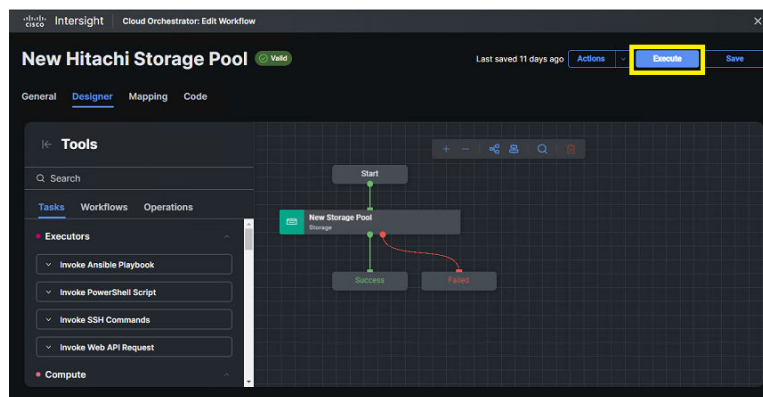 cisco Intersight Cloud Orchestrator: Edit Workflow
New Hitachi Storage Pool Valid Last saved 11 days ago Actions Execute Save
General Designer Mapping Code
Tools
Search
Start
Tasks Workflows Operations
New Storage Pool
Storage
Executors
Invoke Ansible Playbook
Success Failed
Invoke PowerShell Script
Invoke SSH Commands
Invoke Web API Request
Compute